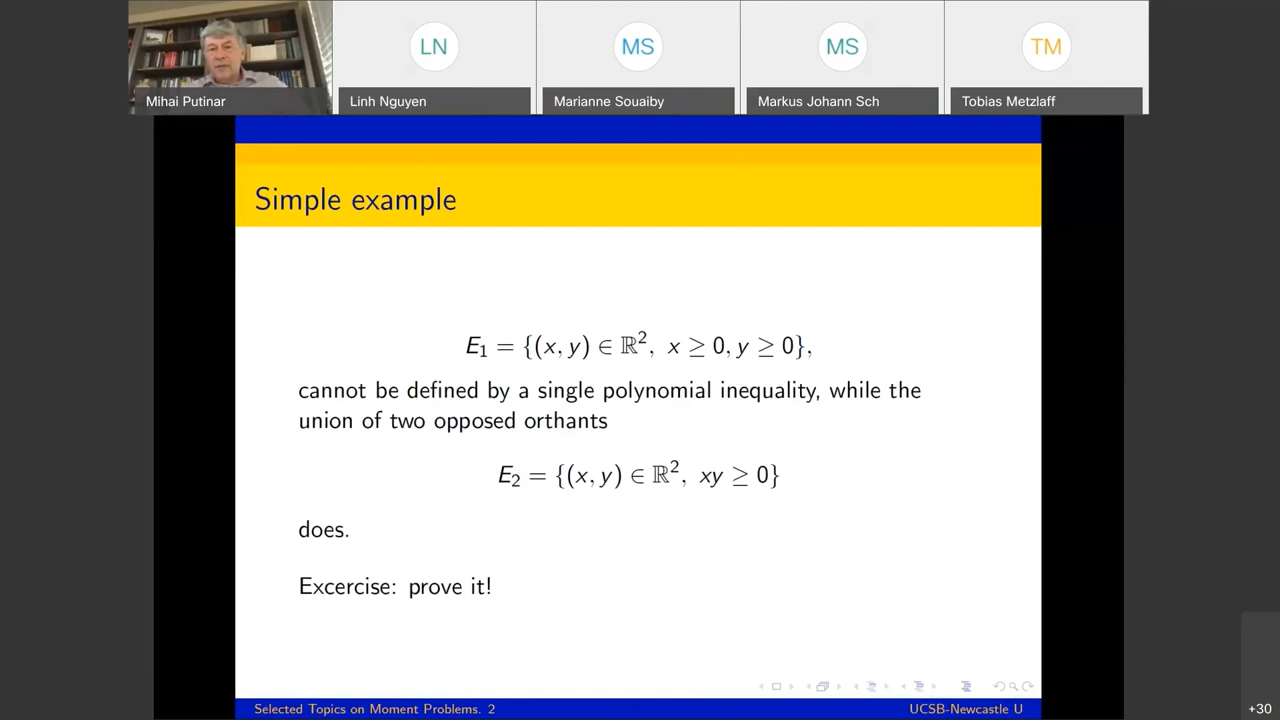 LN
MS
MS
TM
Mihai Putinar
Linh Nguyen
Marianne Souaiby
Markus Johann Sch
Tobias Metzlaff
Simple example
E₁ = {(x, y) ∈ ℝ², x ≥ 0, y ≥ 0},
cannot be defined by a single polynomial inequality, while the
union of two opposed orthants
E₂ = {(x, y) ∈ ℝ², xy ≥ 0}
does.
Excercise: prove it!
Selected Topics on Moment Problems. 2
UCSB-Newcastle U
+30